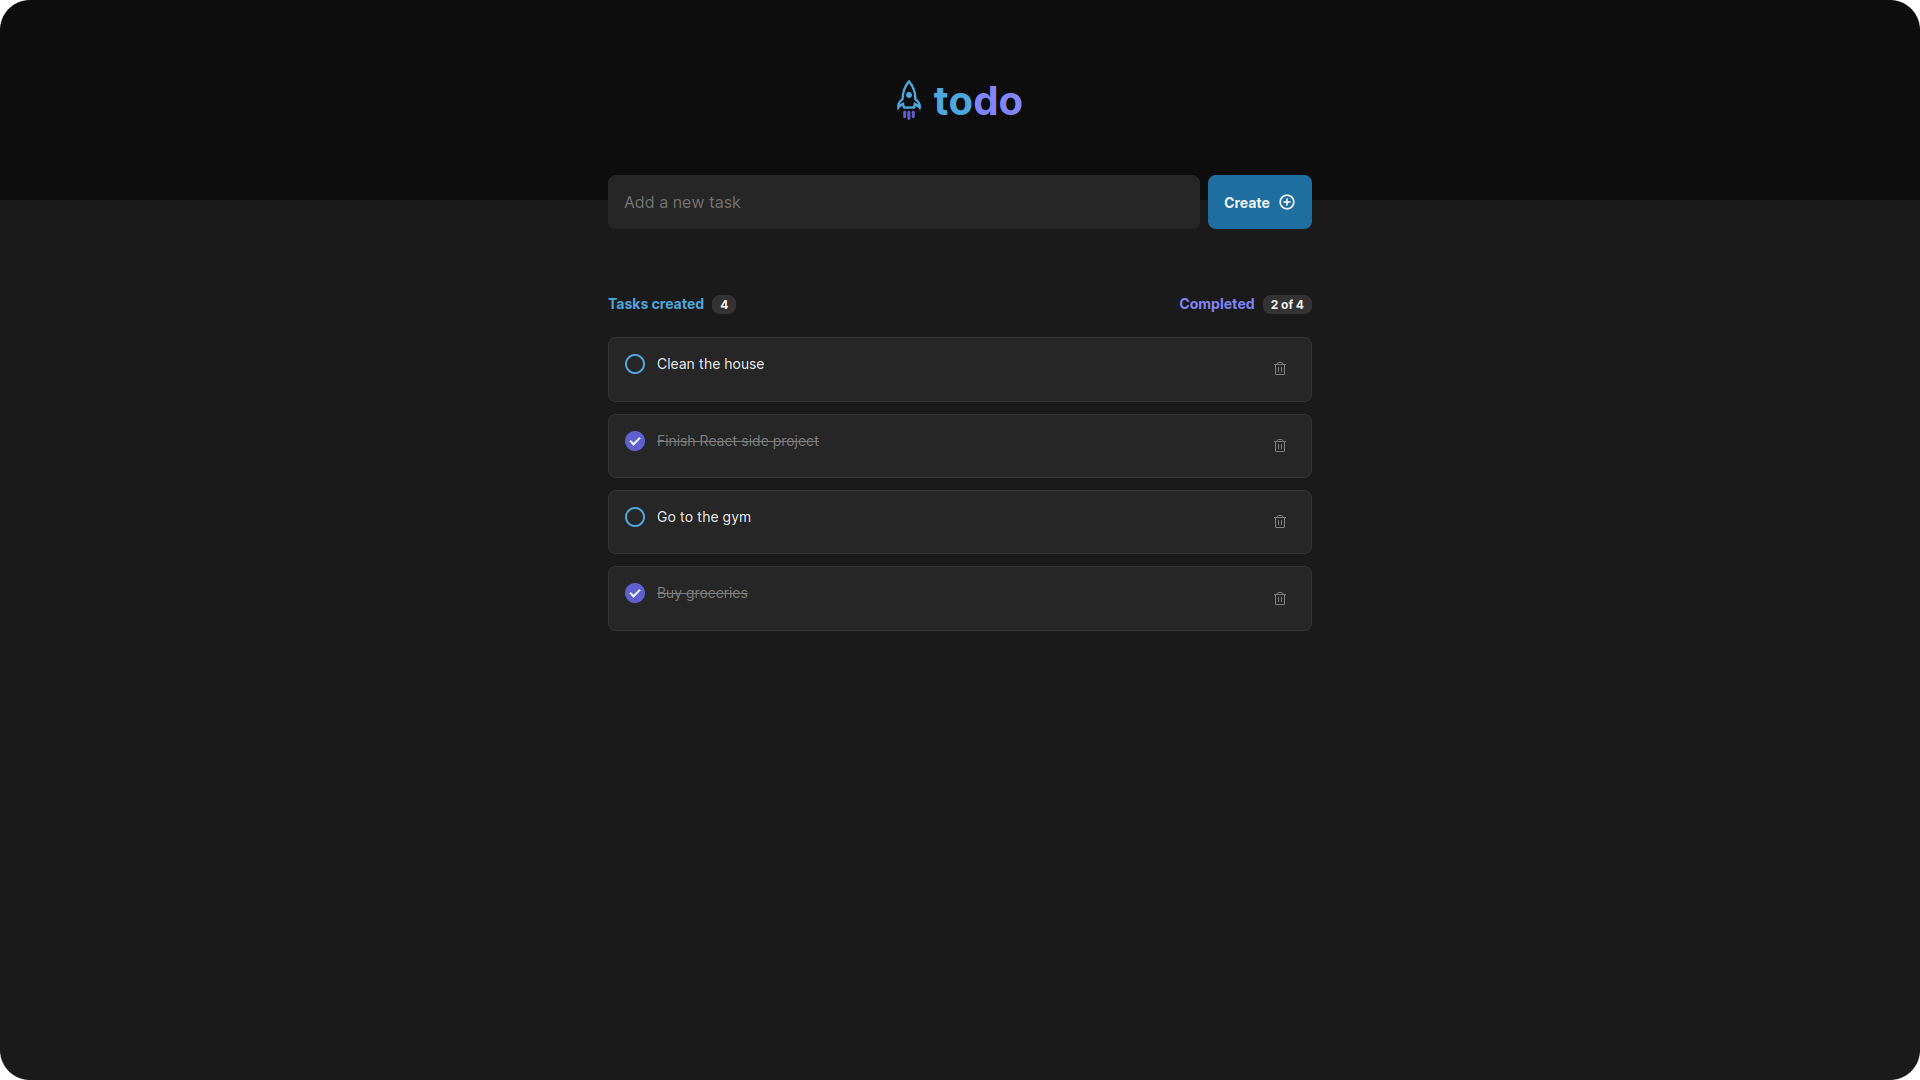 todo
Add a new task
Create
Tasks created 4
Completed 2 of 4
Clean the house
Finish React side project
Go to the gym
Buy groceries